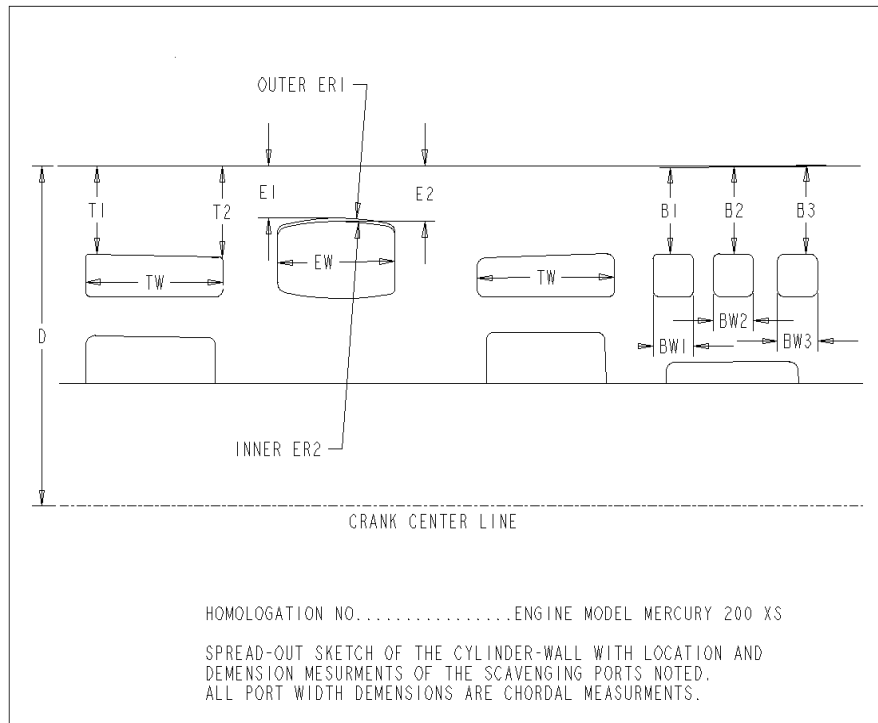 OUTER ER1
E1
E2
T1
T2
B1
B2
B3
EW
TW
TW
D
BW2
BW1
BW3
INNER ER2
CRANK CENTER LINE
HOMOLOGATION NO................ENGINE MODEL MERCURY 200 XS
SPREAD-OUT SKETCH OF THE CYLINDER-WALL WITH LOCATION AND
DEMENSION MESURMENTS OF THE SCAVENGING PORTS NOTED.
ALL PORT WIDTH DEMENSIONS ARE CHORDAL MEASURMENTS.